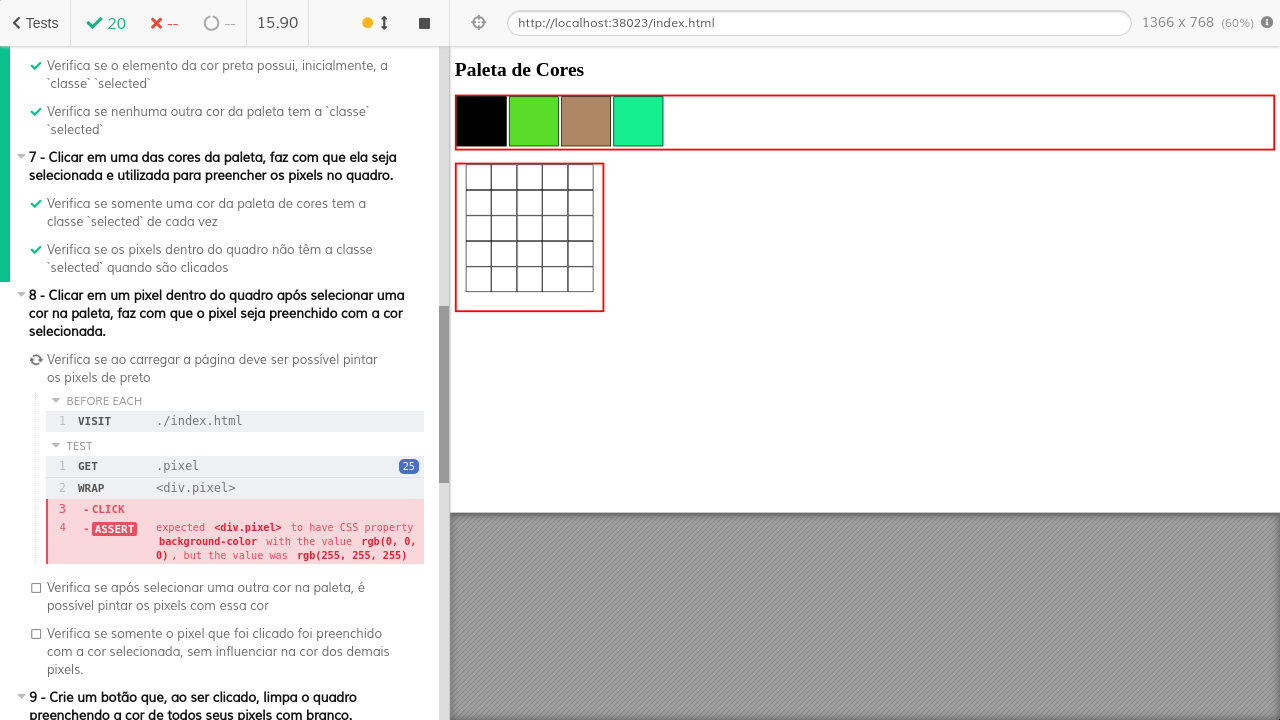 Tests
20
--
--
15.90
http://localhost:38023/index.html
1366 x 768 (60%)
Verifica se o elemento da cor preta possui, inicialmente, a
`classe` `selected`
Verifica se nenhuma outra cor da paleta tem a `classe`
`selected`
7 - Clicar em uma das cores da paleta, faz com que ela seja
selecionada e utilizada para preencher os pixels no quadro.
Verifica se somente uma cor da paleta de cores tem a
classe `selected` de cada vez
Verifica se os pixels dentro do quadro não têm a classe
`selected` quando são clicados
8 - Clicar em um pixel dentro do quadro após selecionar uma
cor na paleta, faz com que o pixel seja preenchido com a cor
selecionada.
Verifica se ao carregar a página deve ser possível pintar
os pixels de preto
BEFORE EACH
1 VISIT ./index.html
TEST
1 GET .pixel 25
2 WRAP <div.pixel>
3 -CLICK
4 -ASSERT expected <div.pixel> to have CSS property
background-color with the value rgb(0, 0,
0), but the value was rgb(255, 255, 255)
Verifica se após selecionar uma outra cor na paleta, é
possível pintar os pixels com essa cor
Verifica se somente o pixel que foi clicado foi preenchido
com a cor selecionada, sem influenciar na cor dos demais
pixels.
9 - Crie um botão que, ao ser clicado, limpa o quadro
preenchendo a cor de todos seus pixels com branco.
Paleta de Cores